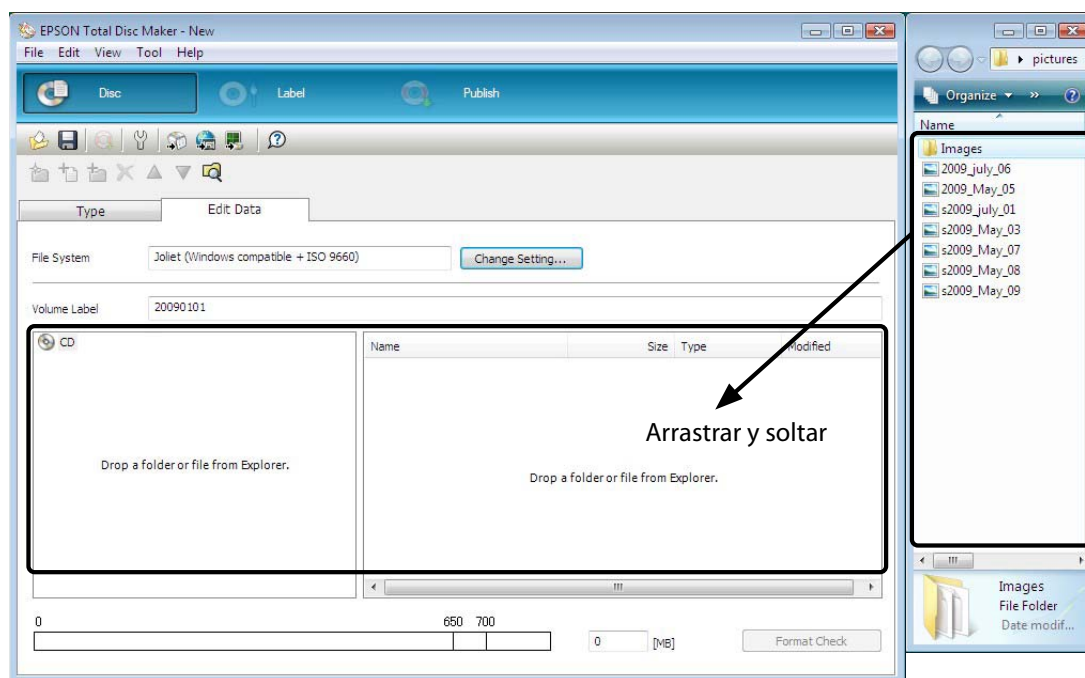 EPSON Total Disc Maker - New
File Edit View Tool Help
Disc Label Publish
Type Edit Data
File System Joliet (Windows compatible + ISO 9660) Change Setting...
Volume Label 20090101
CD
Drop a folder or file from Explorer.
Name Size Type Modified
Arrastrar y soltar
Drop a folder or file from Explorer.
0 650 700
0 [MB] Format Check
pictures
Organize »
Name
Images
2009_july_06
2009_May_05
s2009_july_01
s2009_May_03
s2009_May_07
s2009_May_08
s2009_May_09
Images
File Folder
Date modif...